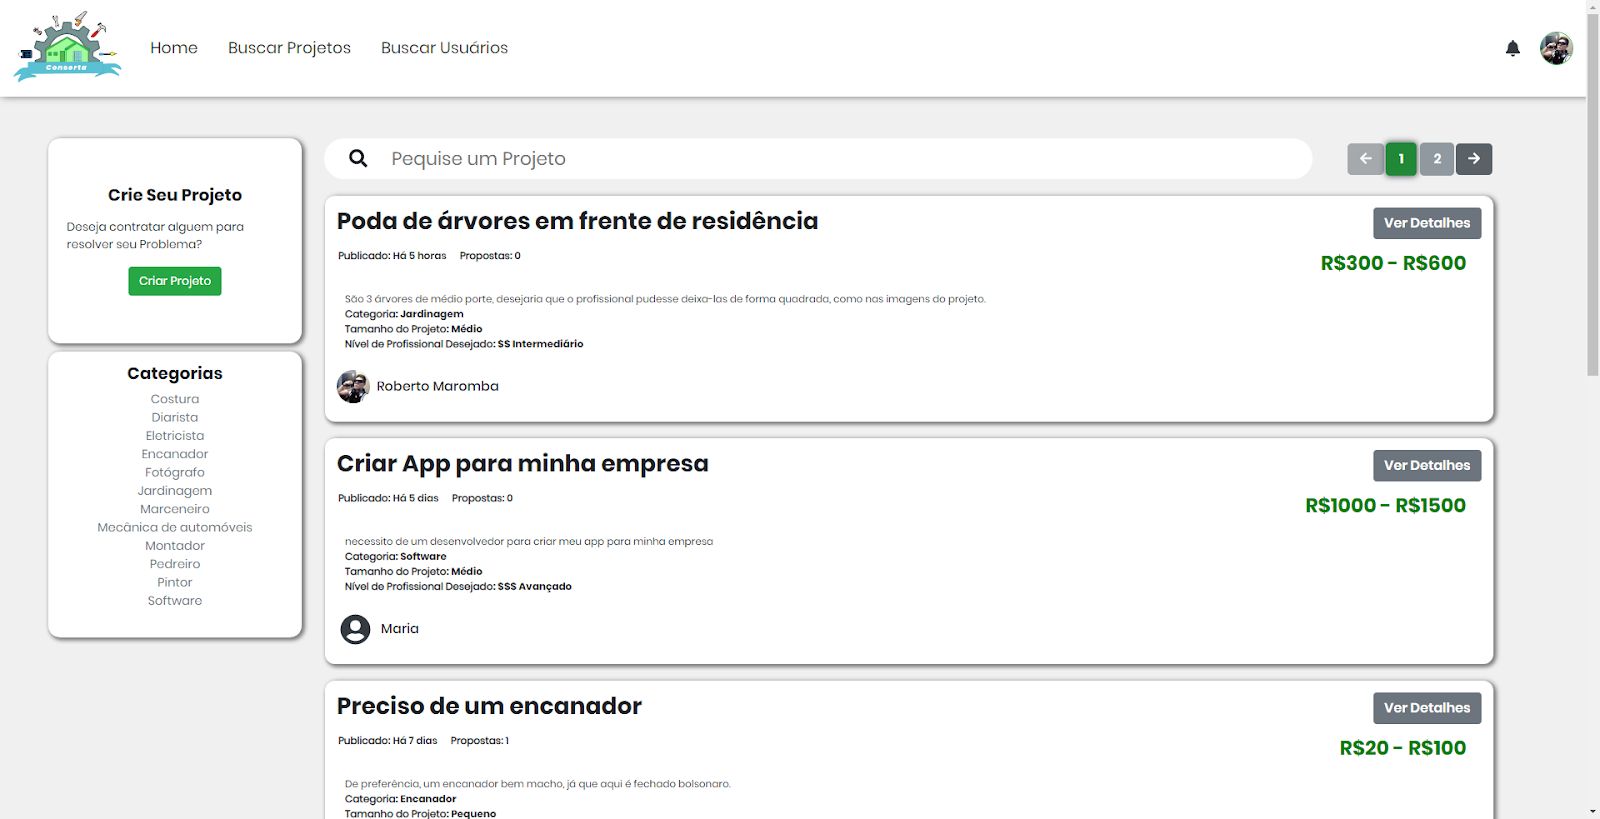 Conserta
Home
Buscar Projetos
Buscar Usuários
Crie Seu Projeto
Deseja contratar alguem para
resolver seu Problema?
Criar Projeto
Categorias
Costura
Diarista
Eletricista
Encanador
Fotógrafo
Jardinagem
Marceneiro
Mecânica de automóveis
Montador
Pedreiro
Pintor
Software
Pequise um Projeto
1
2
Poda de árvores em frente de residência
Ver Detalhes
Publicado: Há 5 horas Propostas: 0
R$300 - R$600
São 3 árvores de médio porte, desejaria que o profissional pudesse deixa-las de forma quadrada, como nas imagens do projeto.
Categoria: Jardinagem
Tamanho do Projeto: Médio
Nível de Profissional Desejado: $$ Intermediário
Roberto Maromba
Criar App para minha empresa
Ver Detalhes
Publicado: Há 5 dias Propostas: 0
R$1000 - R$1500
necessito de um desenvolvedor para criar meu app para minha empresa
Categoria: Software
Tamanho do Projeto: Médio
Nível de Profissional Desejado: $$$ Avançado
Maria
Preciso de um encanador
Ver Detalhes
Publicado: Há 7 dias Propostas: 1
R$20 - R$100
De preferência, um encanador bem macho, já que aqui é fechado bolsonaro.
Categoria: Encanador
Tamanho do Projeto: Pequeno